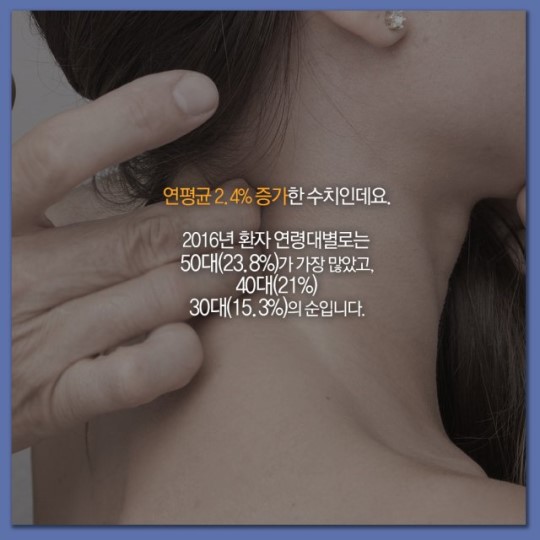 연평균 2.4% 증가한 수치인데요.
2016년 환자 연령대별로는
50대(23.8%)가 가장 많았고,
40대(21%)
30대(15.3%)의 순입니다.